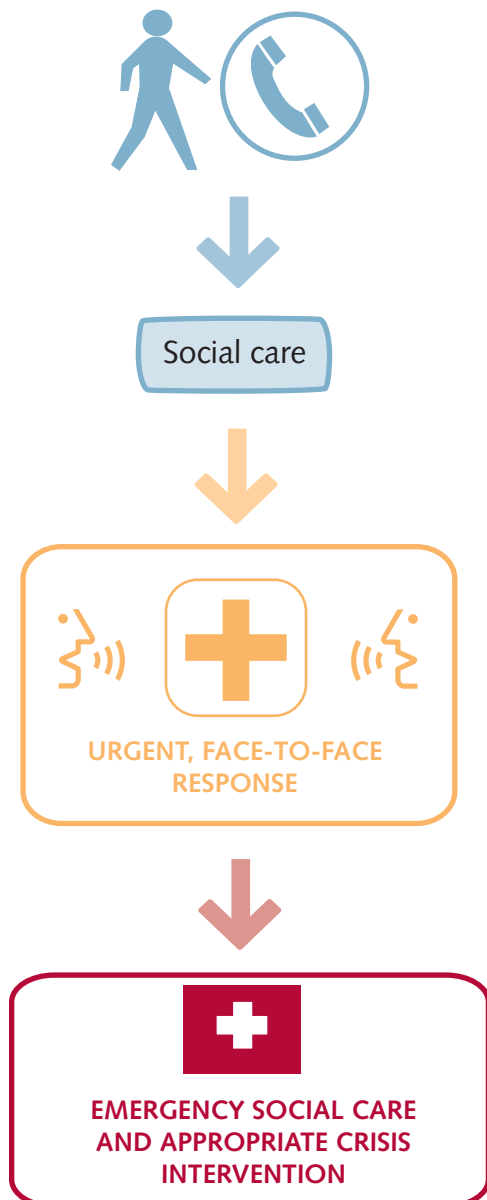 Social care
URGENT, FACE-TO-FACE
RESPONSE
EMERGENCY SOCIAL CARE
AND APPROPRIATE CRISIS
INTERVENTION